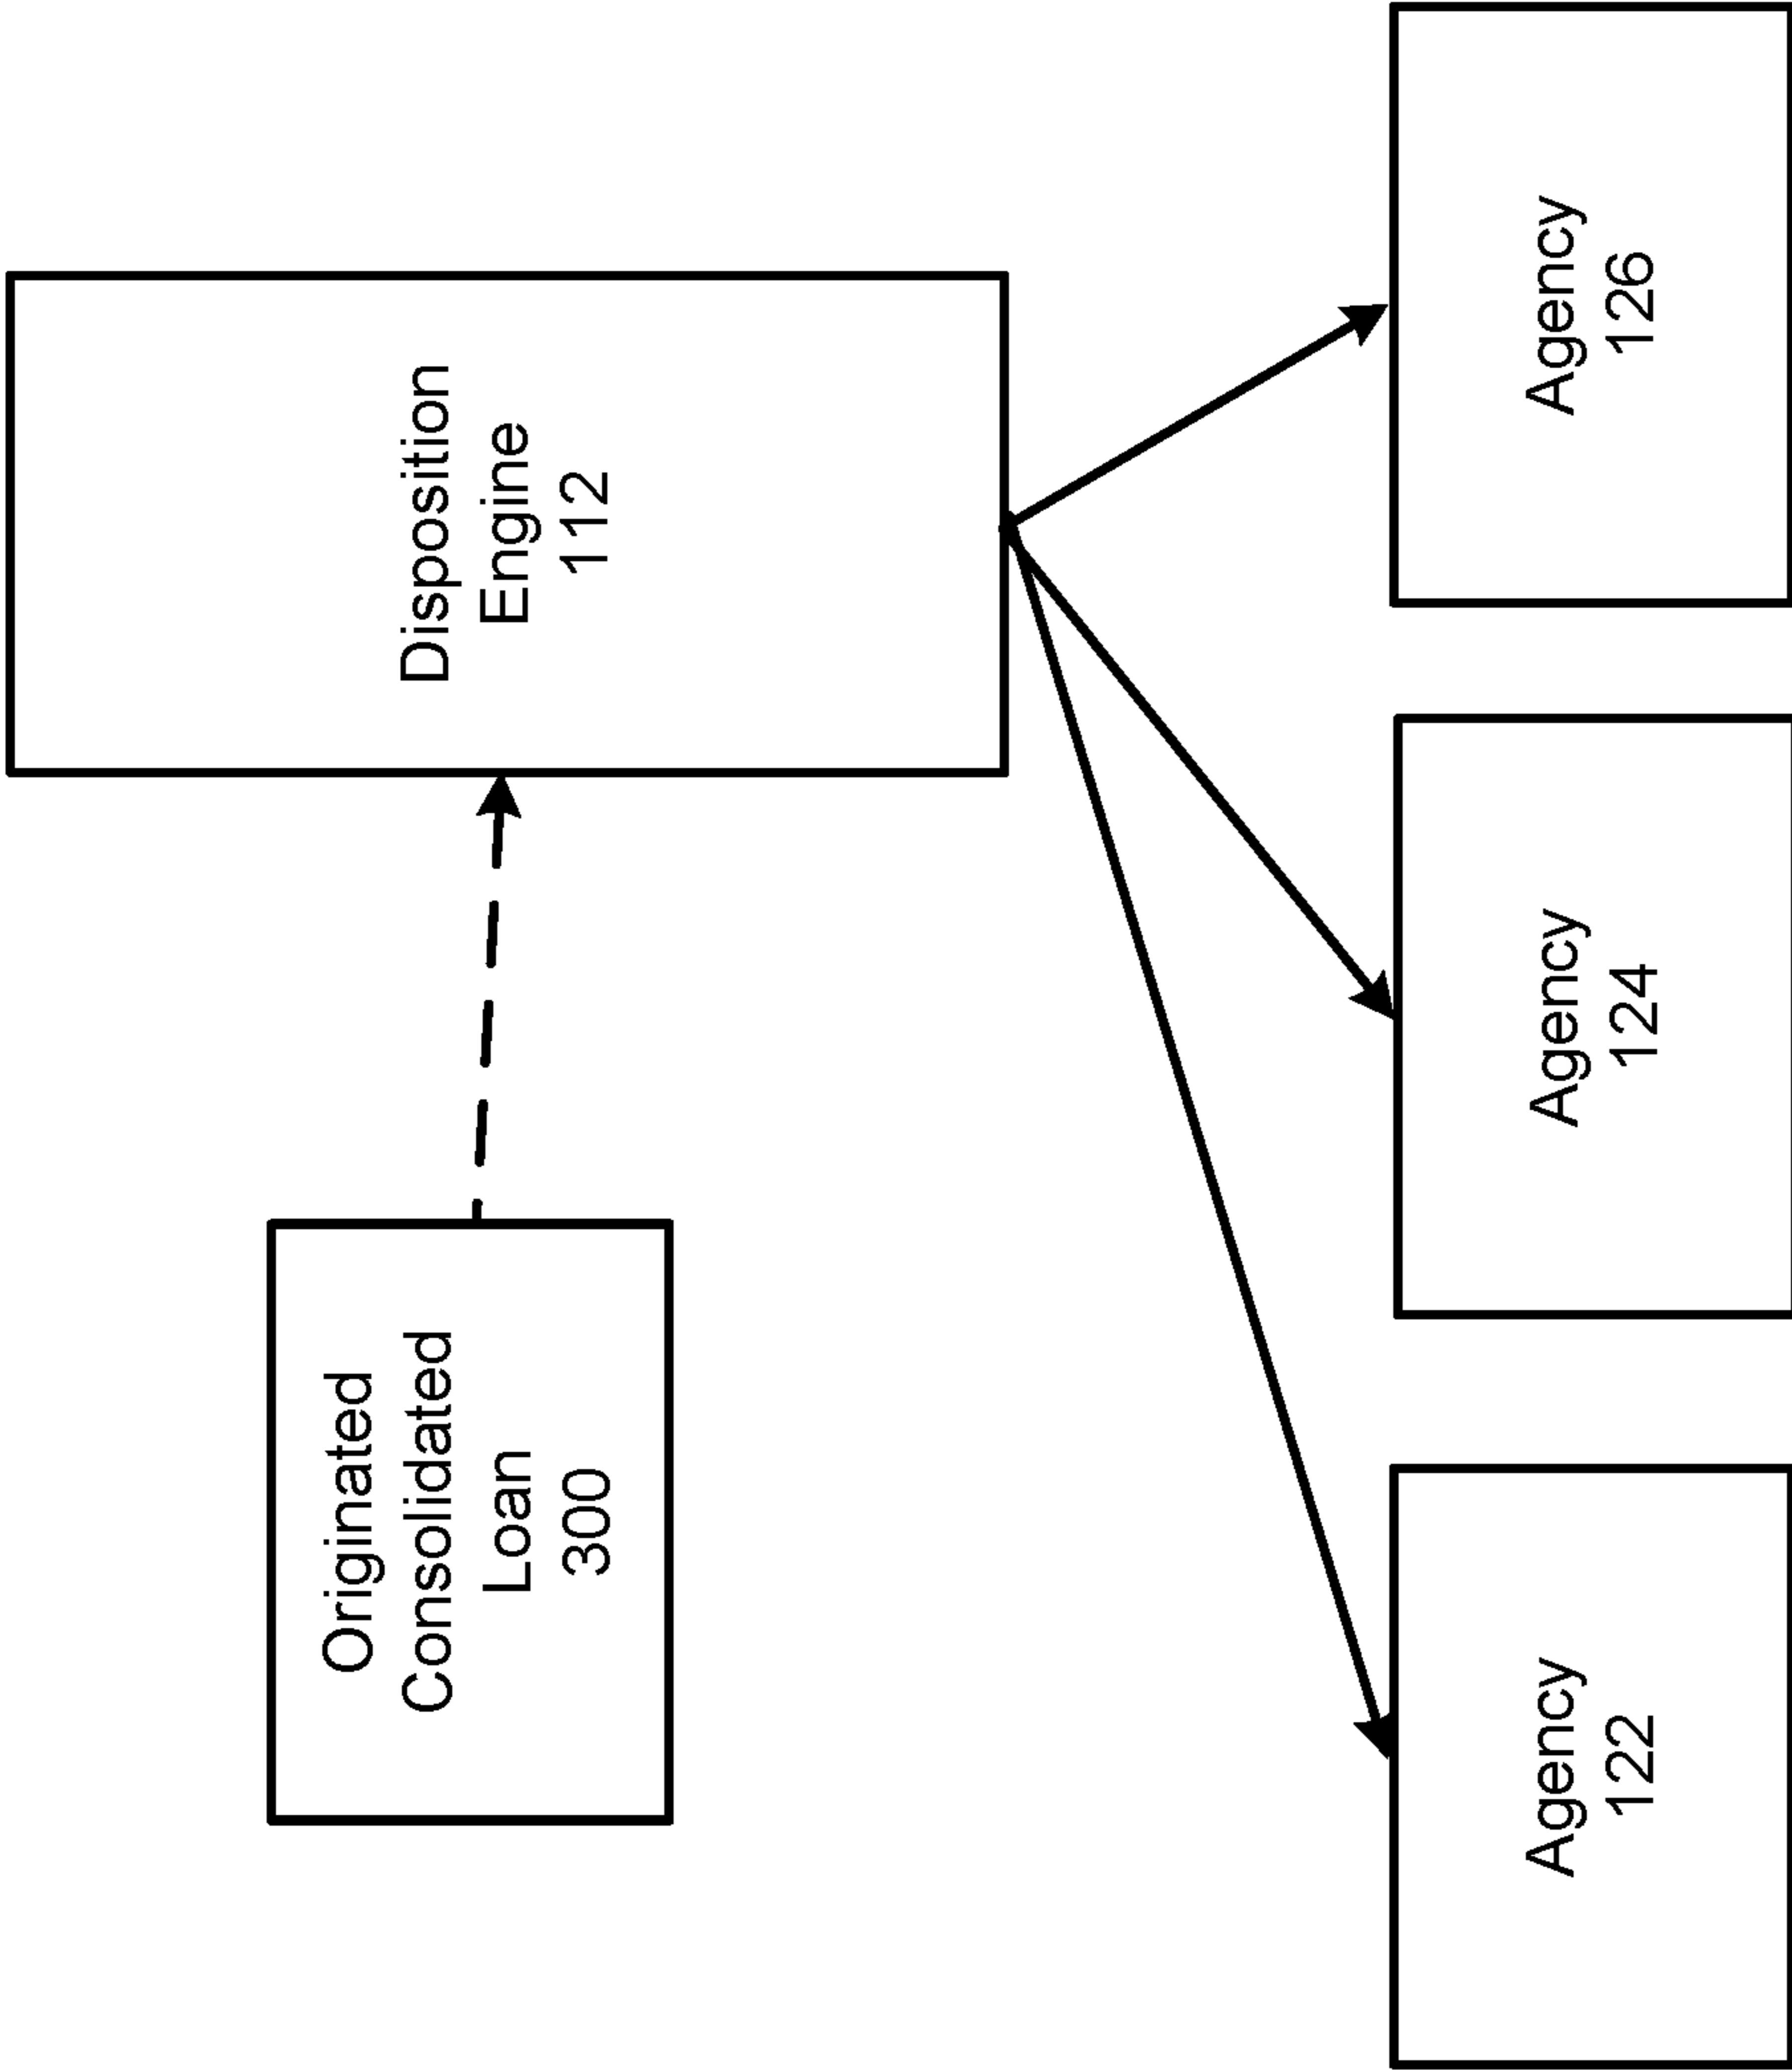 Originated
Consolidated
Loan
300
Disposition
Engine
112
Agency
122
Agency
124
Agency
126